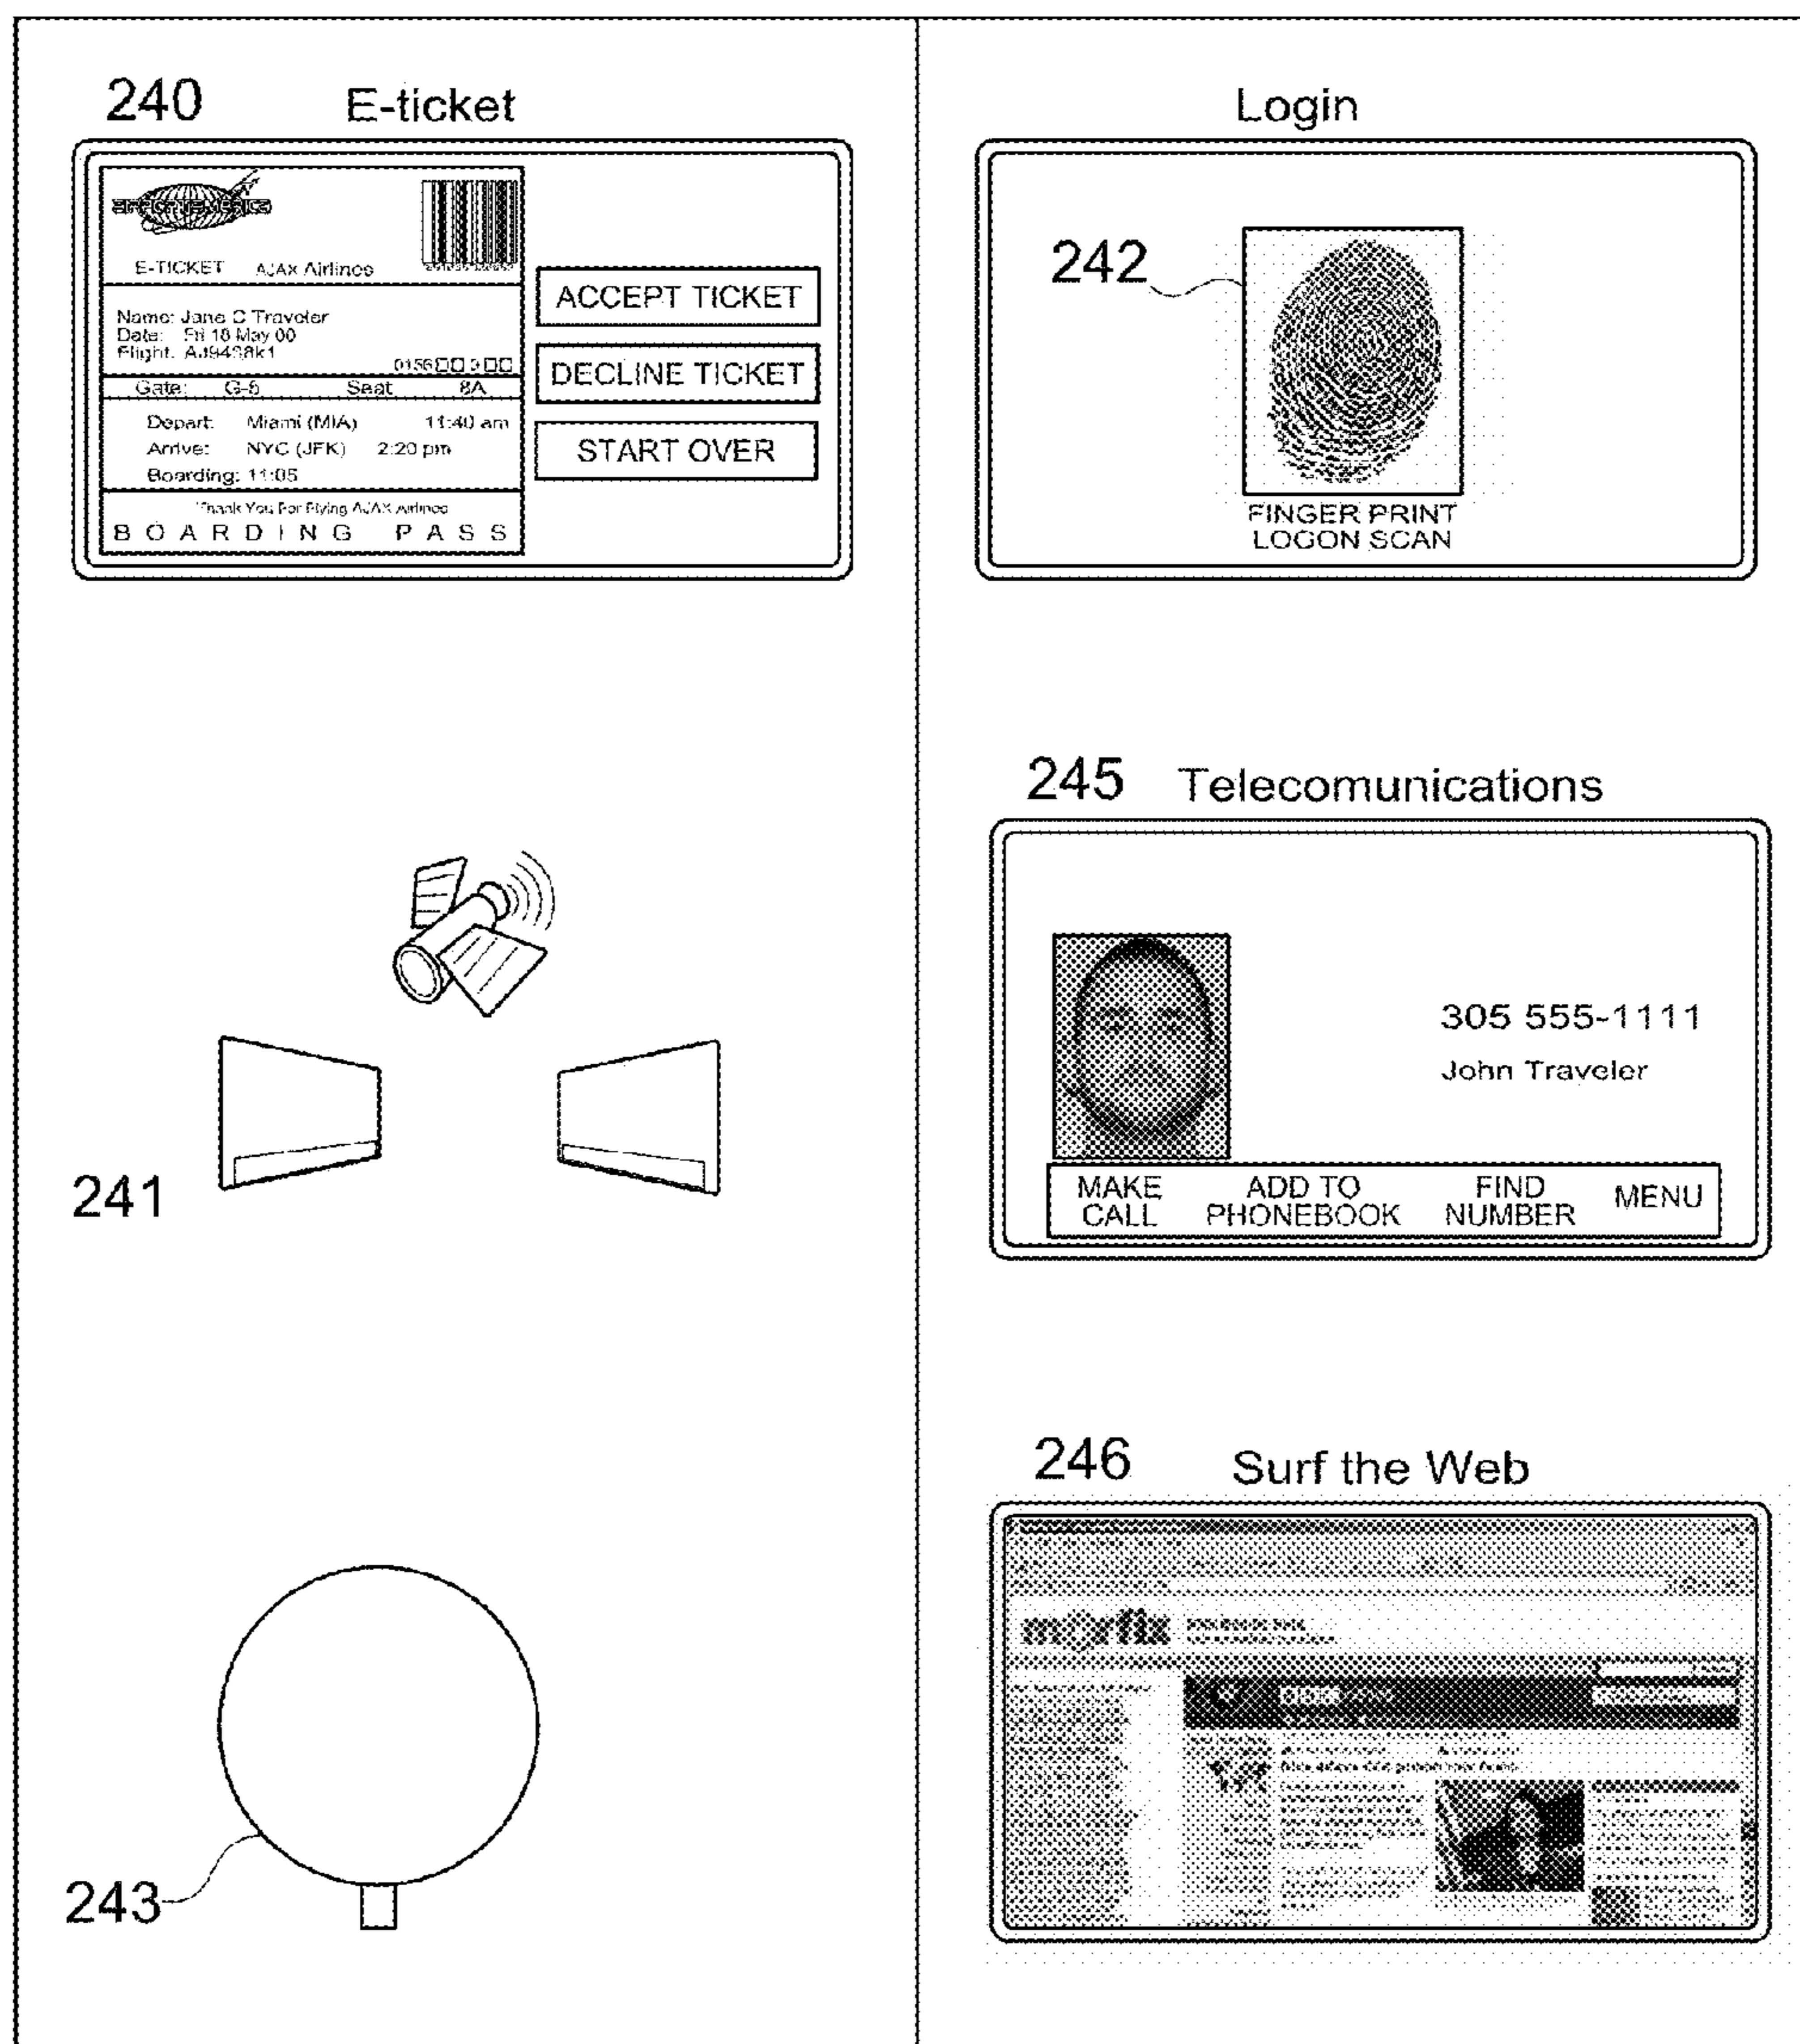 240 E-ticket
E-TICKET AJAX Airlines
Name: Jane C Traveler
Date: Fri 18 May 00
Flight:
Gate: G-5 Seat 8A
Depart: Miami (MIA) 11:40 am
Arrive: NYC (JFK) 2:20 pm
Boarding: 11:05
Thank You For Flying AJAX Airlines
BOARDING PASS
ACCEPT TICKET
DECLINE TICKET
START OVER
Login
242
FINGER PRINT
LOGON SCAN
241
245 Telecomunications
305 555-1111
John Traveler
MAKE CALL
ADD TO PHONEBOOK
FIND NUMBER
MENU
243
246 Surf the Web